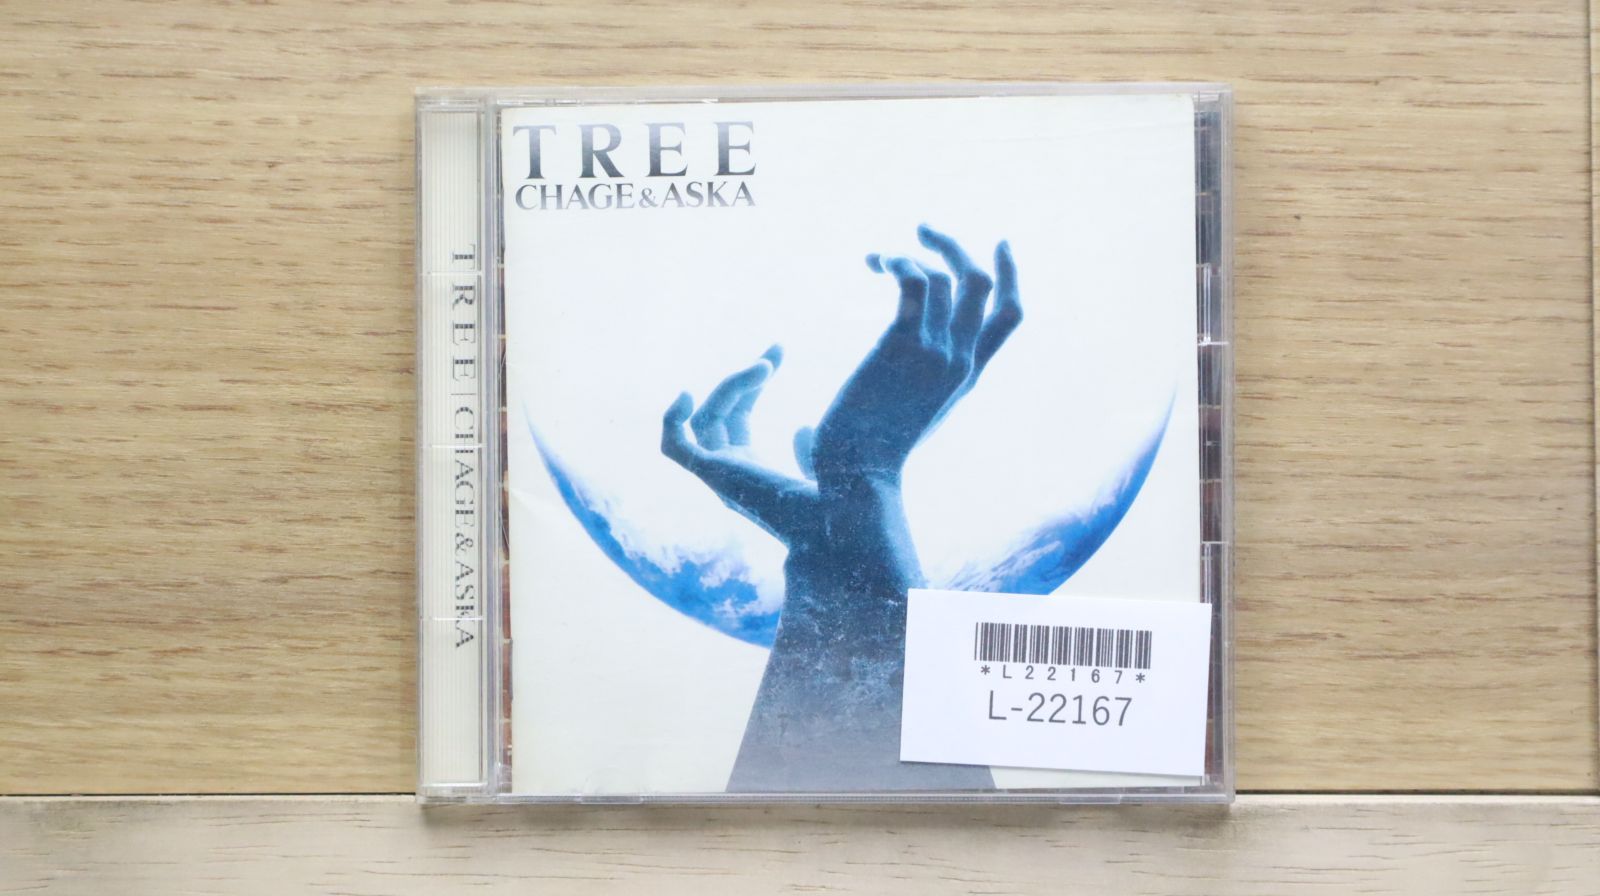 TREE
CHAGE&ASKA
TREE|CHAGE&ASKA
*L22167*
L-22167